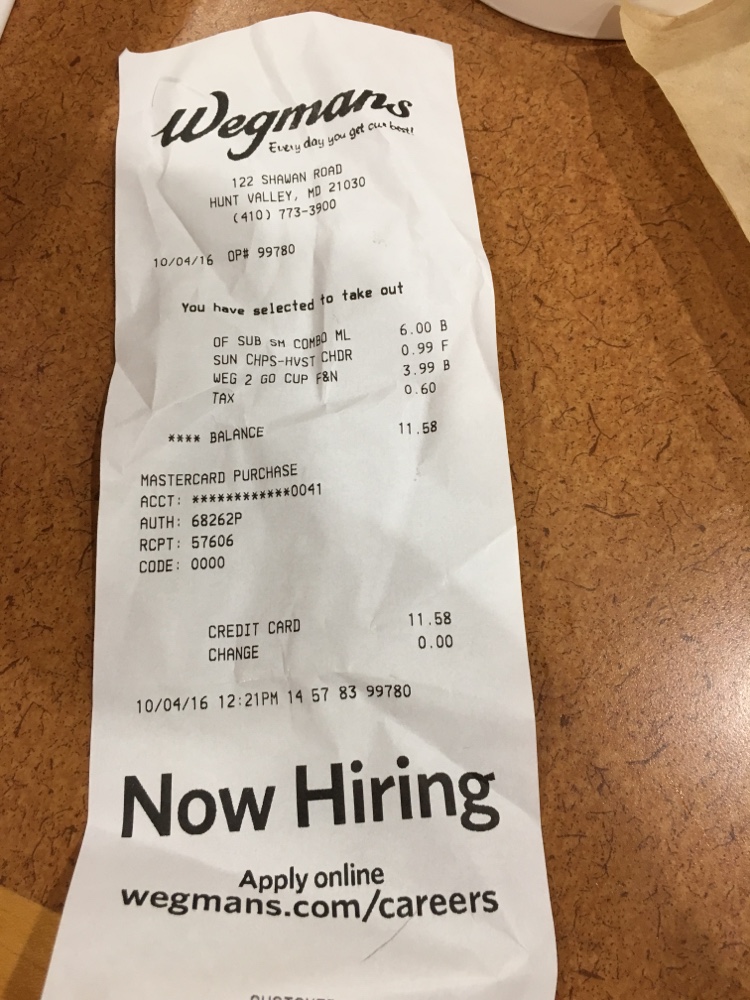 Wegmans
Every day you get our best!
122 SHAWAN ROAD
HUNT VALLEY, MD 21030
(410) 773-3900
10/04/16 OP# 99780
You have selected to take out
OF SUB SM COMBO ML 6.00 B
SUN CHPS-HVST CHDR 0.99 F
WEG 2 GO CUP F&N 3.99 B
TAX 0.60
**** BALANCE 11.58
MASTERCARD PURCHASE
ACCT: ************0041
AUTH: 68262P
RCPT: 57606
CODE: 0000
CREDIT CARD 11.58
CHANGE 0.00
10/04/16 12:21PM 14 57 83 99780
Now Hiring
Apply online
wegmans.com/careers